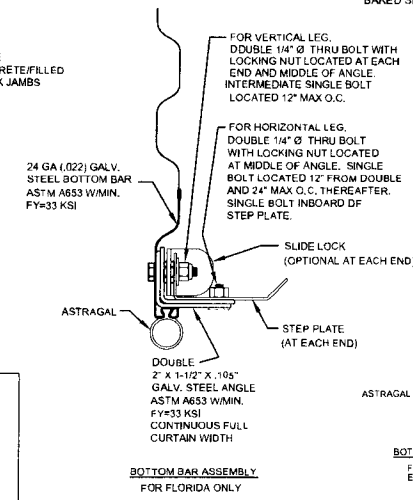 BAKED S
RETE/FILLED
K JAMBS
FOR VERTICAL LEG,
DOUBLE 1/4" Ø THRU BOLT WITH
LOCKING NUT LOCATED AT EACH
END AND MIDDLE OF ANGLE.
INTERMEDIATE SINGLE BOLT
LOCATED 12" MAX O.C.
FOR HORIZONTAL LEG,
DOUBLE 1/4" Ø THRU BOLT
WITH LOCKING NUT LOCATED
AT MIDDLE OF ANGLE. SINGLE
BOLT LOCATED 12" FROM DOUBLE
AND 24" MAX O.C. THEREAFTER.
SINGLE BOLT INBOARD OF
STEP PLATE.
24 GA (.022) GALV.
STEEL BOTTOM BAR
ASTM A653 W/MIN.
FY=33 KSI
SLIDE LOCK
(OPTIONAL AT EACH END)
ASTRAGAL
STEP PLATE
(AT EACH END)
DOUBLE
2" X 1-1/2" X .105"
GALV. STEEL ANGLE
ASTM A653 W/MIN.
FY=33 KSI
CONTINUOUS FULL
CURTAIN WIDTH
ASTRAGAL
BOTTOM BAR ASSEMBLY
FOR FLORIDA ONLY
BOT
F
E